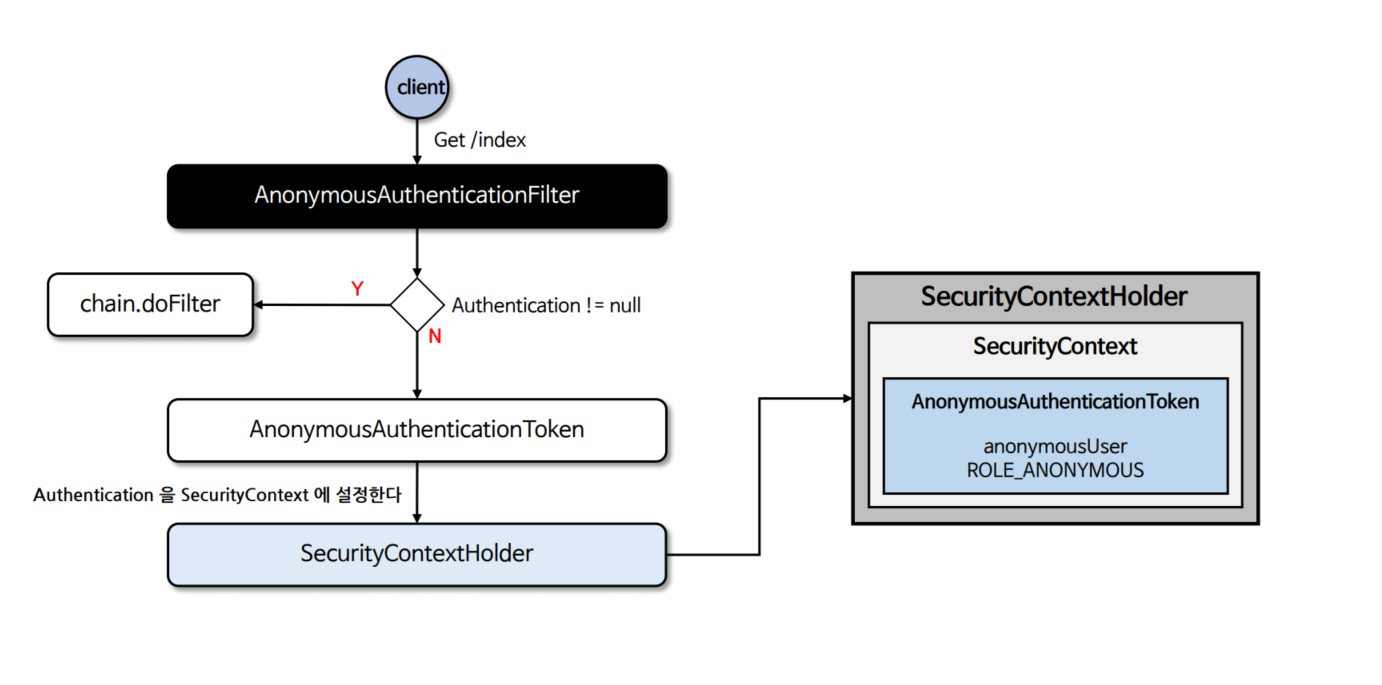 client
Get /index
AnonymousAuthenticationFilter
Y
chain.doFilter
Authentication != null
N
AnonymousAuthenticationToken
Authentication 을 SecurityContext 에 설정한다
SecurityContextHolder
SecurityContextHolder
SecurityContext
AnonymousAuthenticationToken
anonymousUser
ROLE_ANONYMOUS